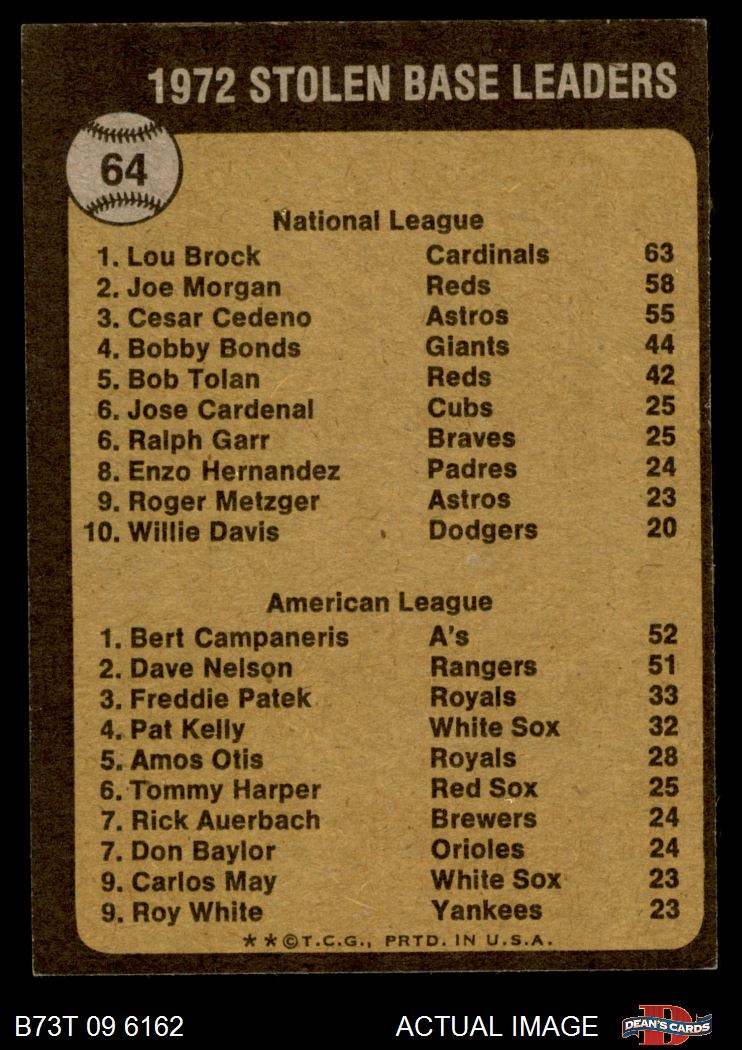 1972 STOLEN BASE LEADERS
64
National League
1. Lou Brock Cardinals 63
2. Joe Morgan Reds 58
3. Cesar Cedeno Astros 55
4. Bobby Bonds Giants 44
5. Bob Tolan Reds 42
6. Jose Cardenal Cubs 25
6. Ralph Garr Braves 25
8. Enzo Hernandez Padres 24
9. Roger Metzger Astros 23
10. Willie Davis Dodgers 20
American League
1. Bert Campaneris A's 52
2. Dave Nelson Rangers 51
3. Freddie Patek Royals 33
4. Pat Kelly White Sox 32
5. Amos Otis Royals 28
6. Tommy Harper Red Sox 25
7. Rick Auerbach Brewers 24
7. Don Baylor Orioles 24
9. Carlos May White Sox 23
9. Roy White Yankees 23
**©T.C.G., PRTD. IN U.S.A.
B73T 09 6162 ACTUAL IMAGE D DEAN'S CARDS